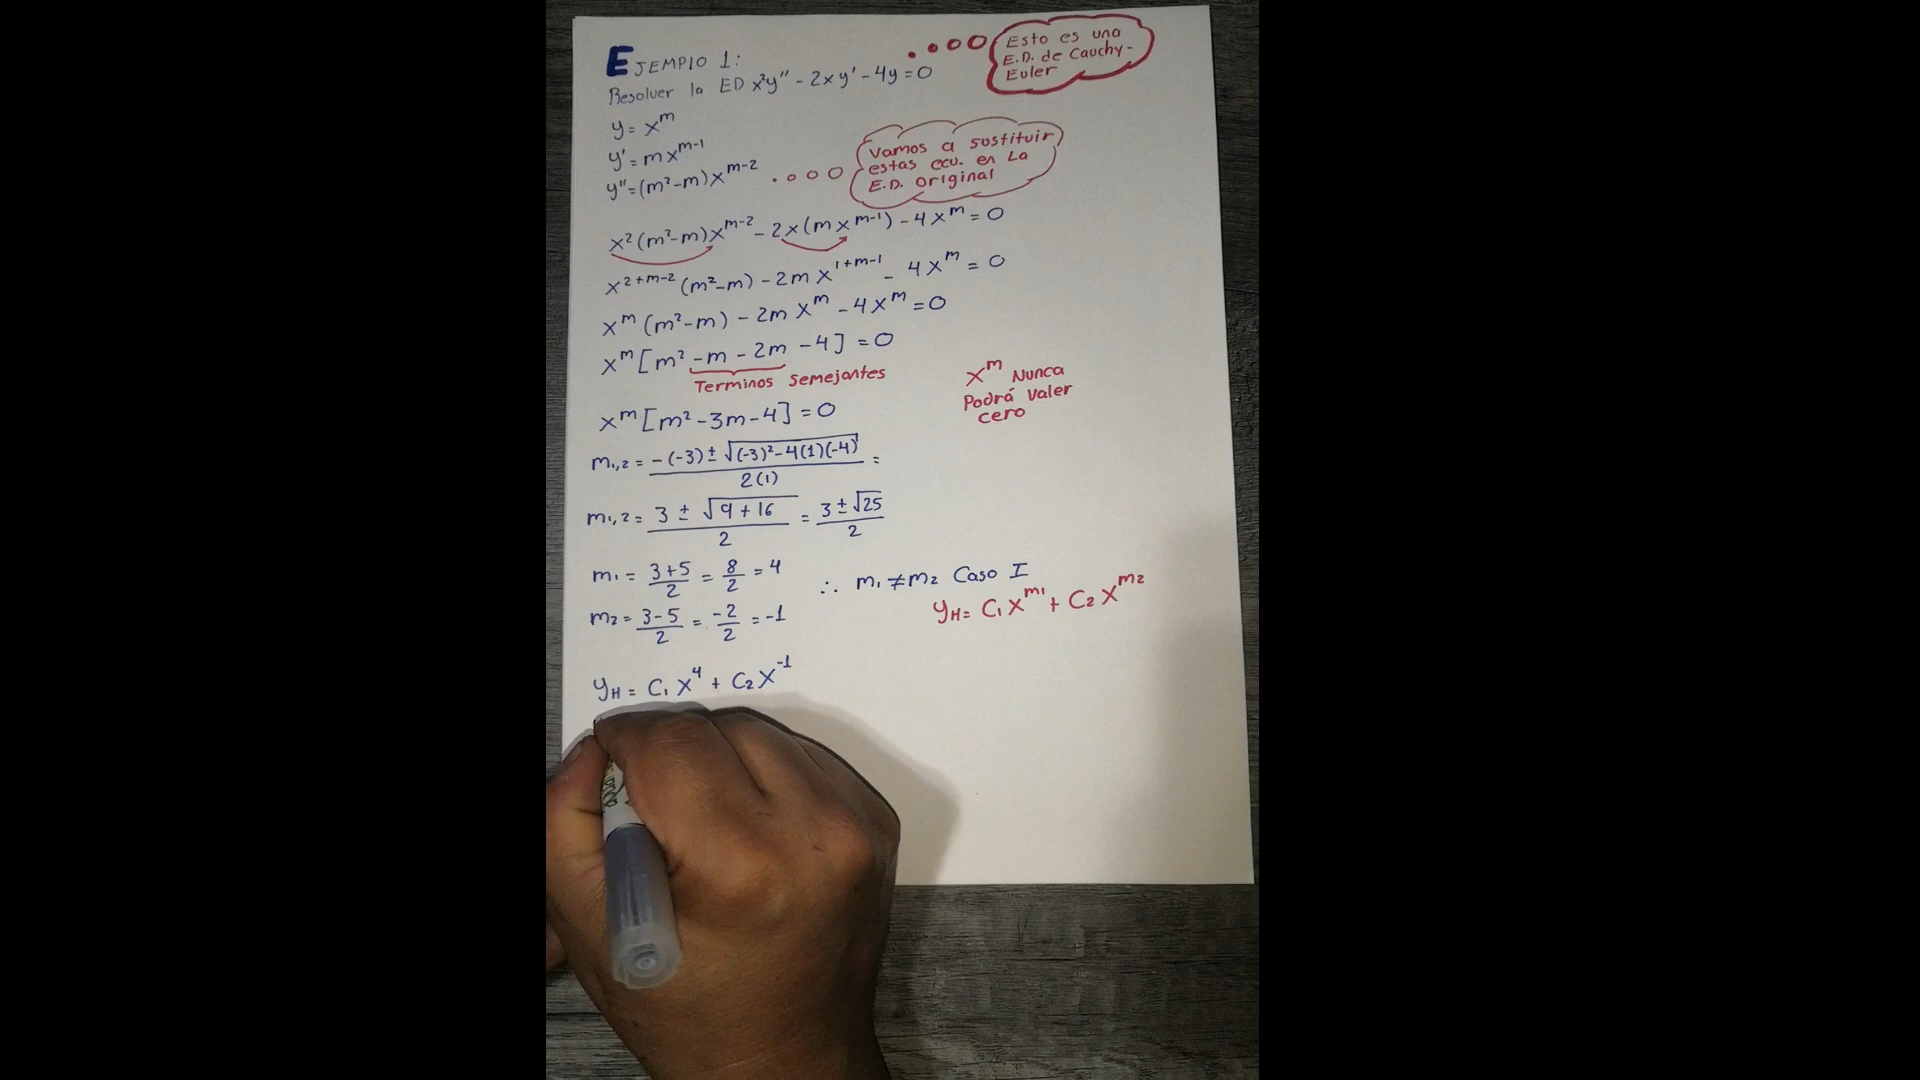 EJEMPLO 1:
Resolver la ED x²y'' - 2xy' - 4y = 0
Esto es una
E.D. de Cauchy-
Euler
y = x^m
y' = mx^(m-1)
y'' = (m²-m)x^(m-2)
Vamos a sustituir
estas ecu. en La
E.D. original
x²(m²-m)x^(m-2) - 2x(mx^(m-1)) - 4x^m = 0
x^(2+m-2)(m²-m) - 2mx^(1+m-1) - 4x^m = 0
x^m(m²-m) - 2mx^m - 4x^m = 0
x^m[m² - m - 2m - 4] = 0
Terminos semejantes
x^m Nunca
Podrá Valer
cero
x^m[m² - 3m - 4] = 0
m₁,₂ = (-(-3) ± √((-3)² - 4(1)(-4))) / 2(1) =
m₁,₂ = (3 ± √(9 + 16)) / 2 = (3 ± √25) / 2
m₁ = (3+5)/2 = 8/2 = 4
m₂ = (3-5)/2 = -2/2 = -1
∴ m₁ ≠ m₂ Caso I
y_H = C₁x^m₁ + C₂x^m₂
y_H = C₁x⁴ + C₂x⁻¹